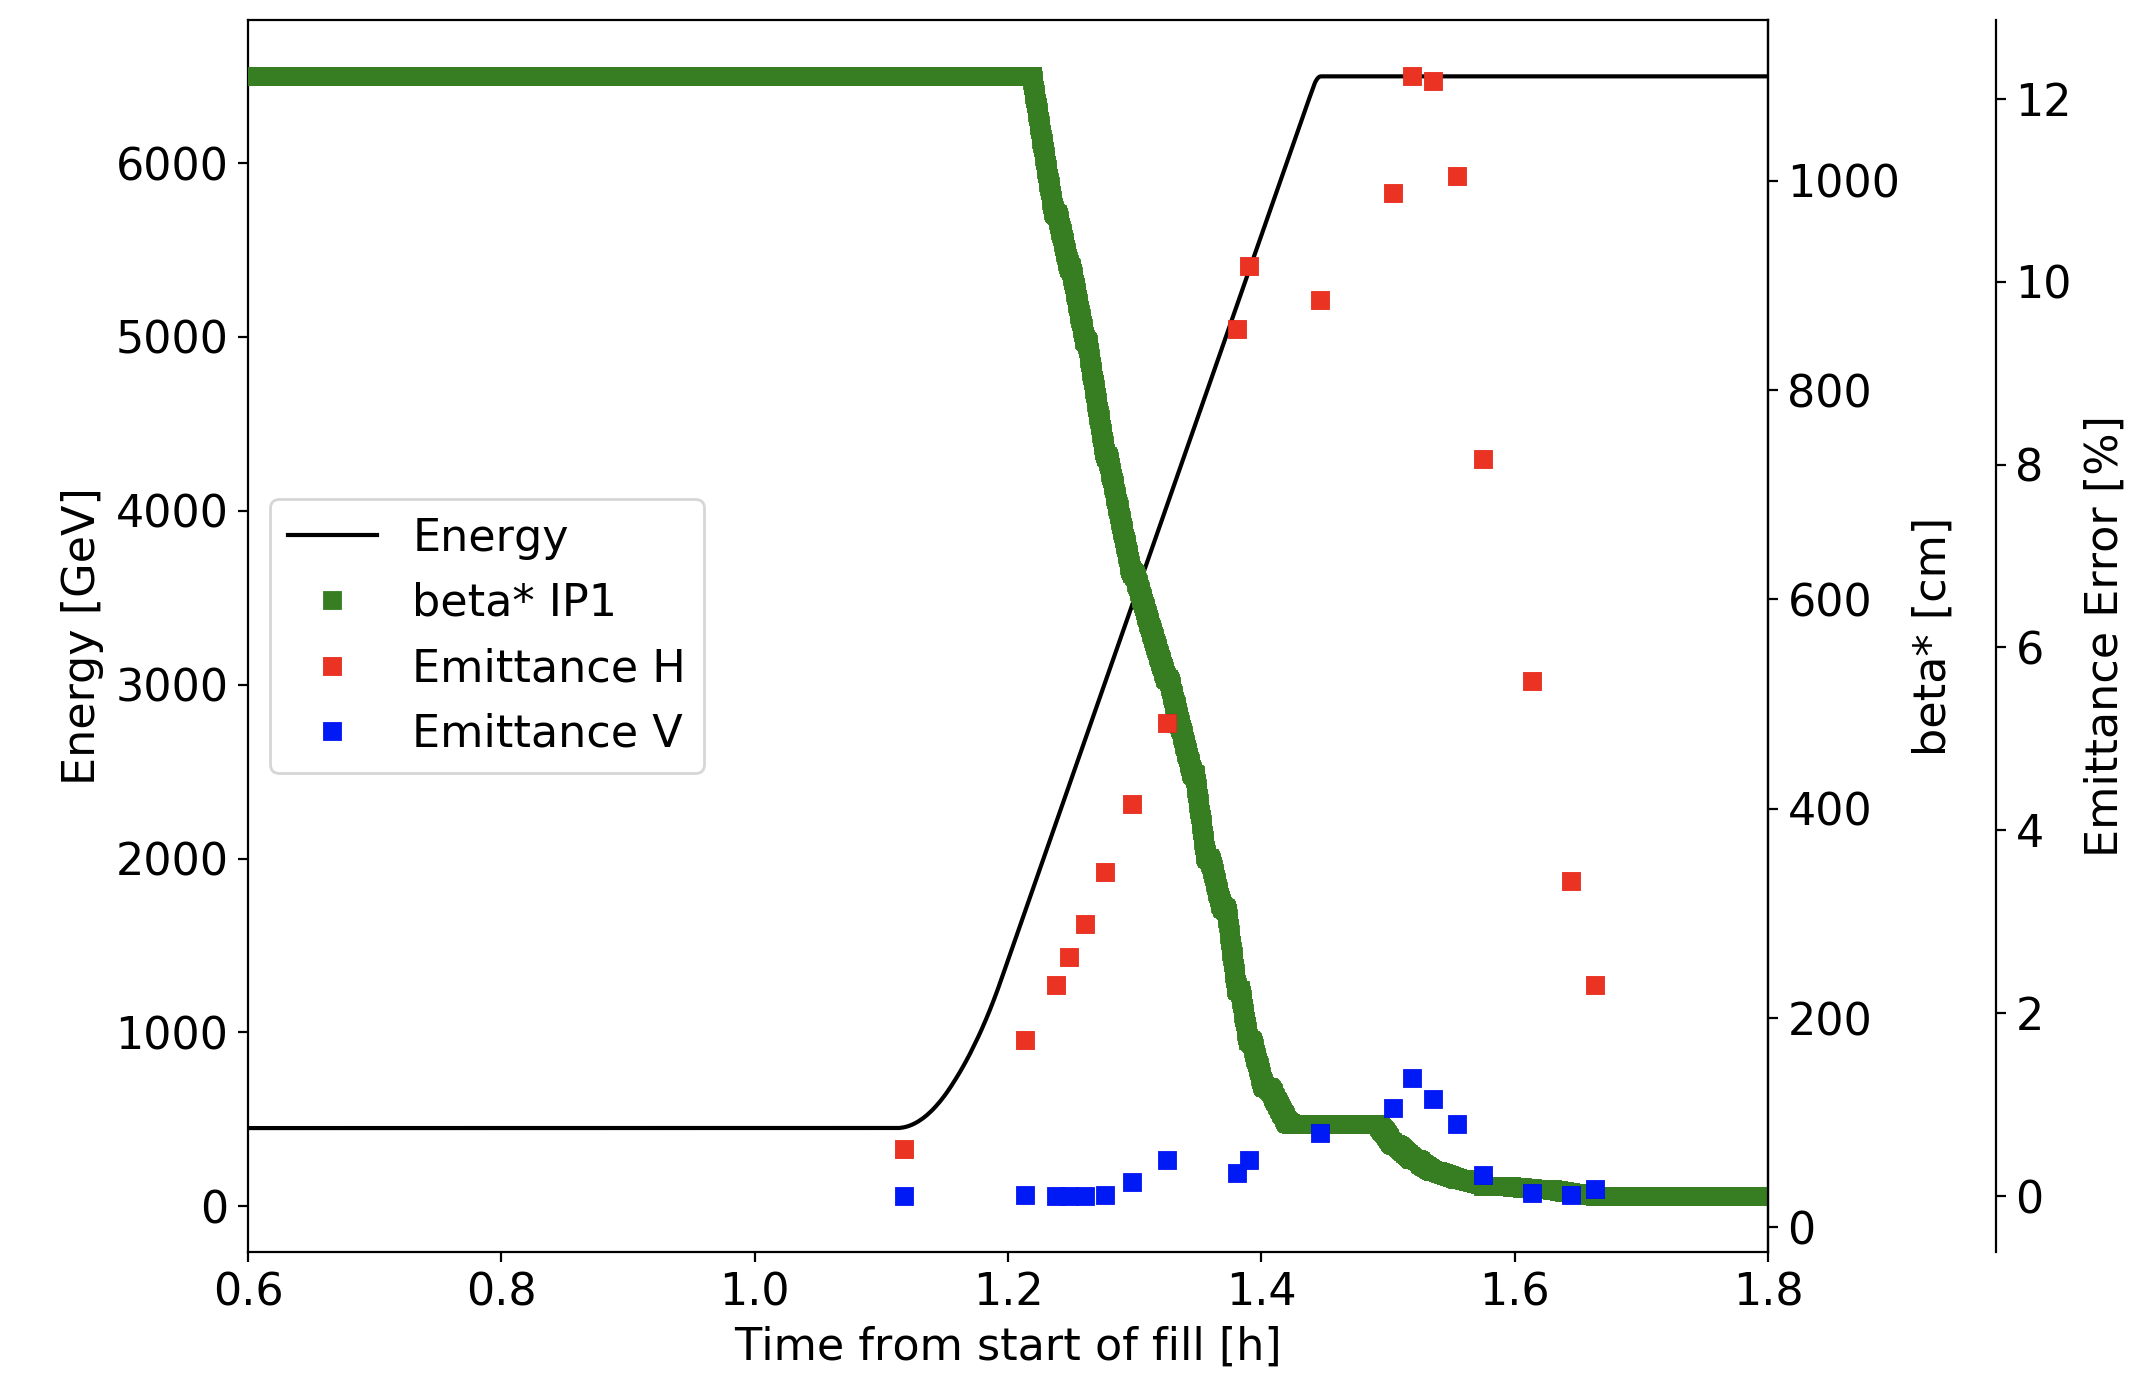 Energy [GeV]
6000
5000
4000
3000
2000
1000
0
Energy
beta* IP1
Emittance H
Emittance V
0.6 0.8 1.0 1.2 1.4 1.6 1.8
Time from start of fill [h]
1000
800
600
400
200
0
beta* [cm]
12
10
8
6
4
2
0
Emittance Error [%]